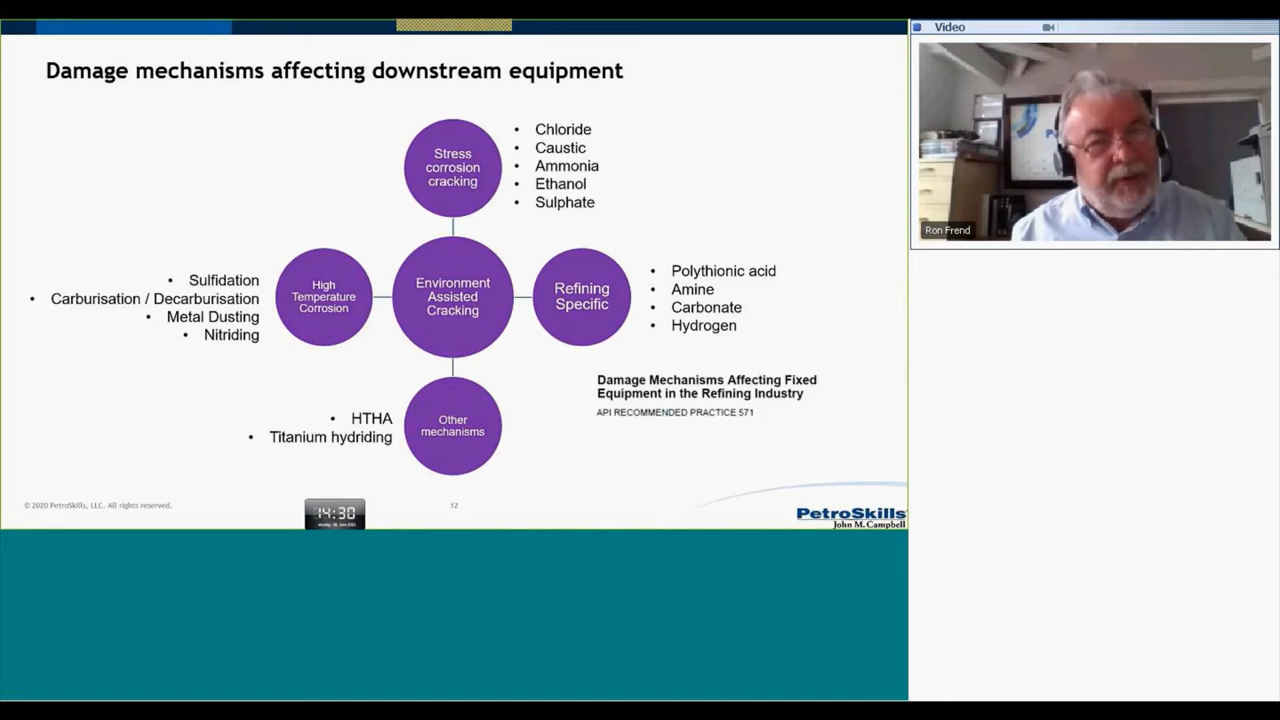 Video
Damage mechanisms affecting downstream equipment
Stress
corrosion
cracking
• Chloride
• Caustic
• Ammonia
• Ethanol
• Sulphate
• Sulfidation
• Carburisation / Decarburisation
• Metal Dusting
• Nitriding
High
Temperature
Corrosion
Environment
Assisted
Cracking
Refining
Specific
• Polythionic acid
• Amine
• Carbonate
• Hydrogen
Ron Frend
Damage Mechanisms Affecting Fixed
Equipment in the Refining Industry
API RECOMMENDED PRACTICE 571
• HTHA
• Titanium hydriding
Other
mechanisms
© 2020 PetroSkills, LLC. All rights reserved.
14:30
12
PetroSkills
John M. Campbell